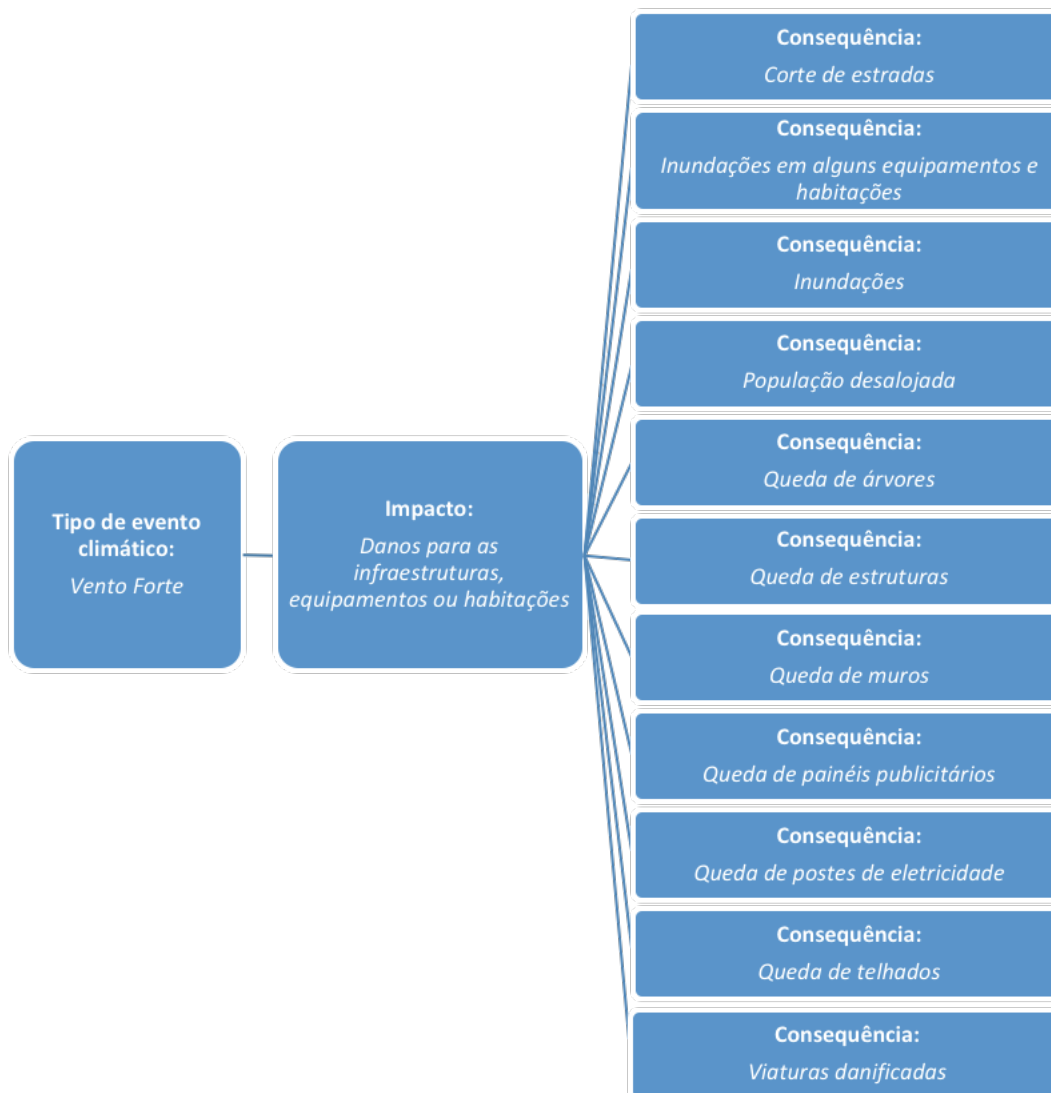 Tipo de evento
climático:
Vento Forte
Impacto:
Danos para as
infraestruturas,
equipamentos ou habitações
Consequência:
Corte de estradas
Consequência:
Inundações em alguns equipamentos e
habitações
Consequência:
Inundações
Consequência:
População desalojada
Consequência:
Queda de árvores
Consequência:
Queda de estruturas
Consequência:
Queda de muros
Consequência:
Queda de painéis publicitários
Consequência:
Queda de postes de eletricidade
Consequência:
Queda de telhados
Consequência:
Viaturas danificadas